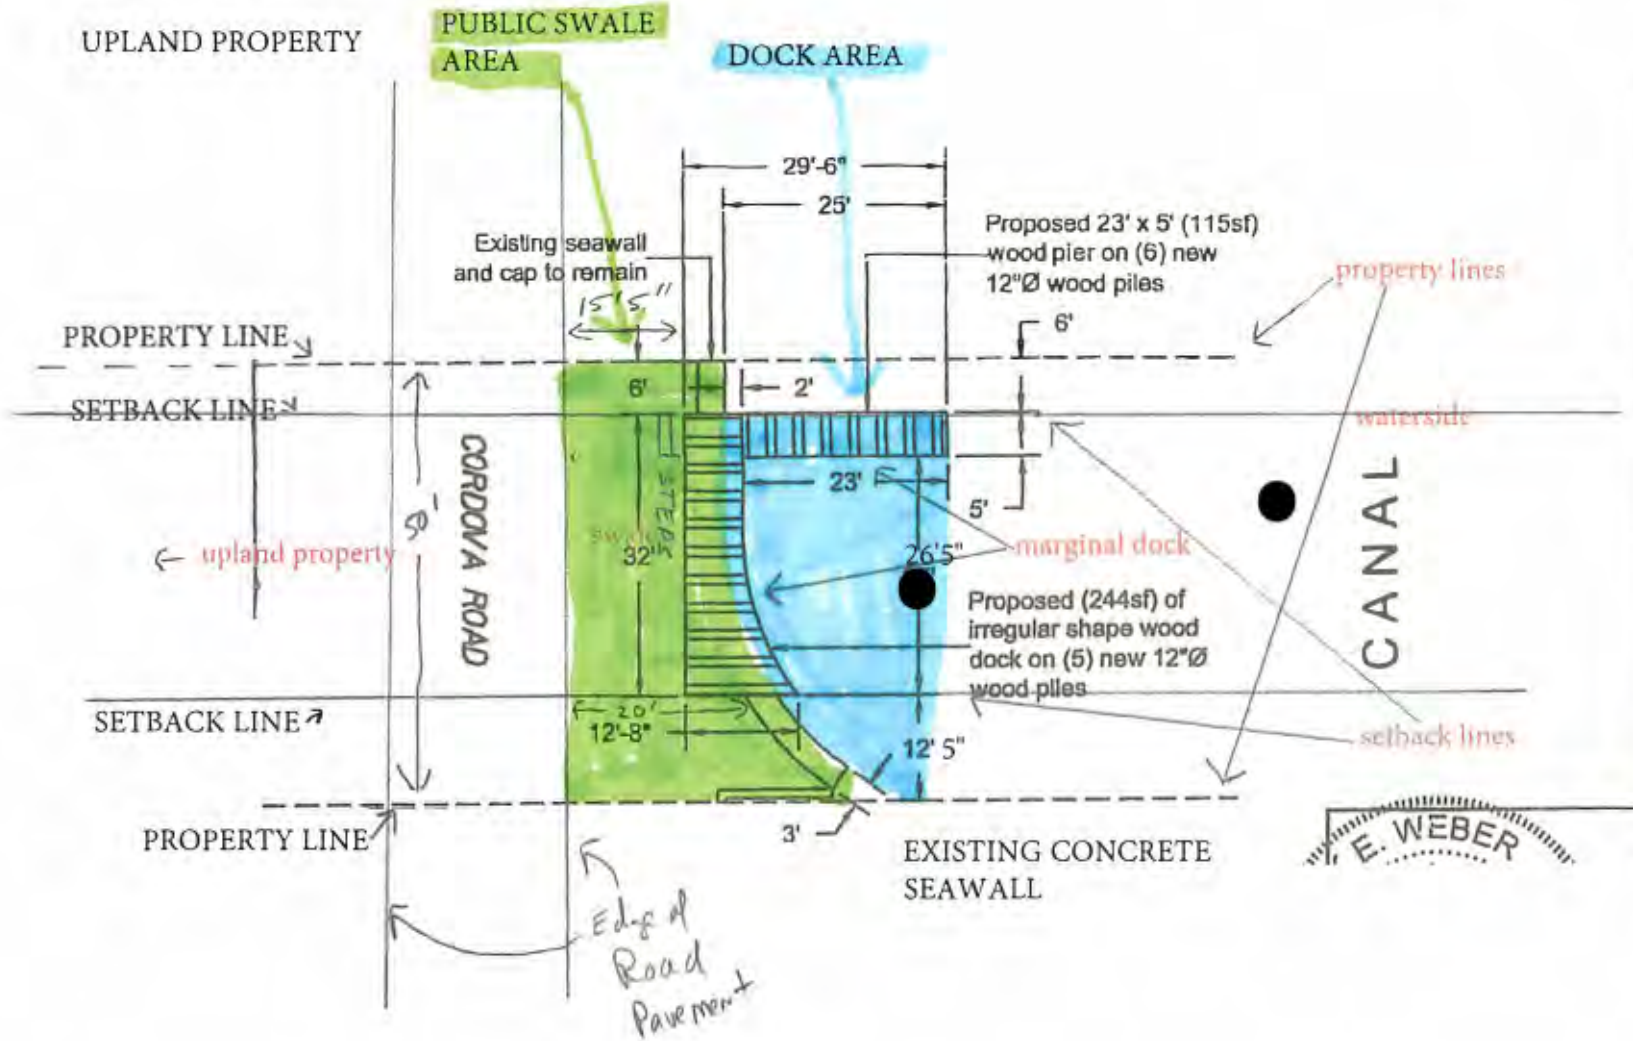 UPLAND PROPERTY
PUBLIC SWALE
AREA
DOCK AREA
29'-6"
25'
Existing seawall
and cap to remain
15' 5"
Proposed 23' x 5' (115sf)
wood pier on (6) new
12"Ø wood piles
property lines
6'
PROPERTY LINE
6'
2'
SETBACK LINE
waterside
CORDOVA ROAD
50'
STEPS
23'
5'
CANAL
upland property
32'
26'5"
marginal dock
Proposed (244sf) of
irregular shape wood
dock on (5) new 12"Ø
wood piles
SETBACK LINE
20'
12'-8"
12' 5"
setback lines
PROPERTY LINE
3'
EXISTING CONCRETE
SEAWALL
E. WEBER
Edge of
Road
Pavement